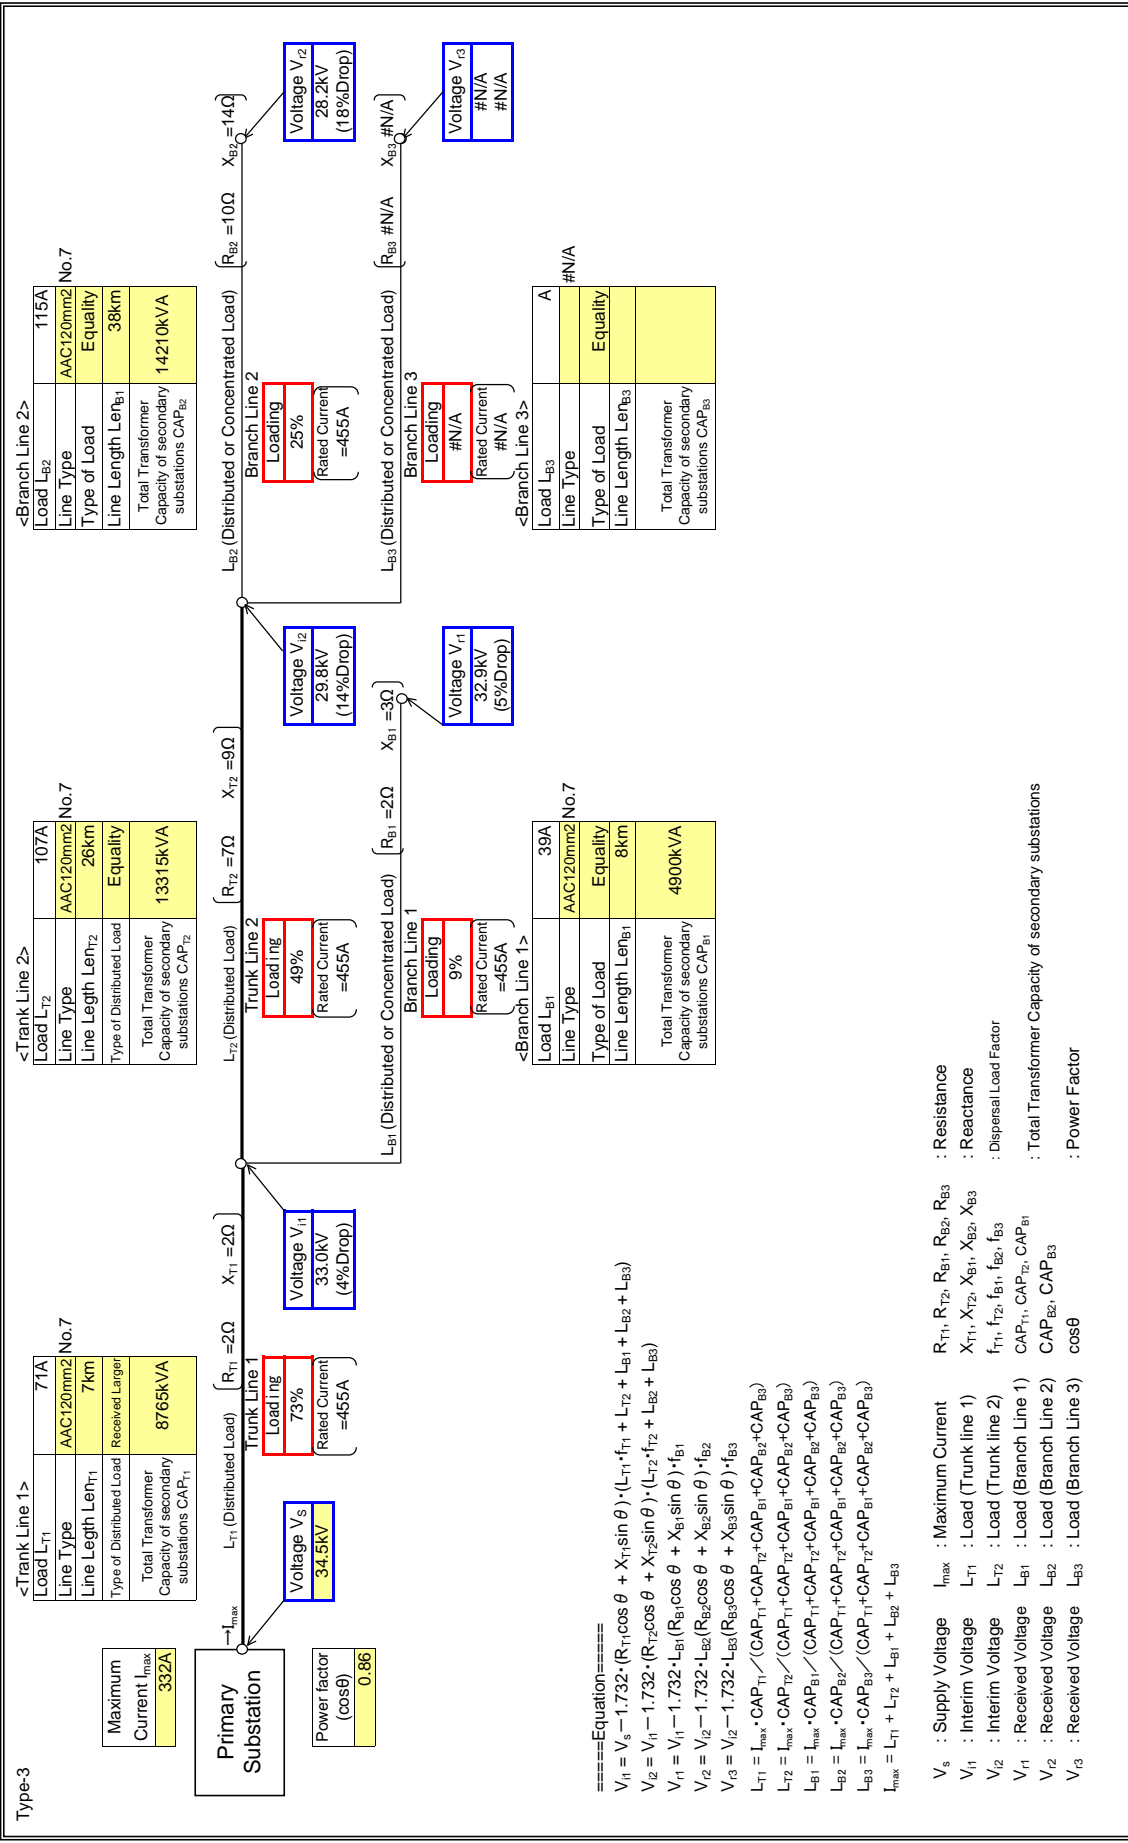 Type-3
Maximum
Current Imax
332A
Primary
Substation
Power factor
(cosθ)
0.86
→Imax
Voltage VS
34.5kV
<Trank Line 1>
Load LT1 71A
Line Type AAC120mm2 No.7
Line Legth LenT1 7km
Type of Distributed Load Received Larger
Total Transformer
Capacity of secondary
substations CAPT1
8765kVA
LT1 (Distributed Load) RT1 =2Ω XT1 =2Ω
Trunk Line 1
Loading
73%
Rated Current
=455A
Voltage Vi1
33.0kV
(4%Drop)
<Trank Line 2>
Load LT2 107A
Line Type AAC120mm2 No.7
Line Legth LenT2 26km
Type of Distributed Load Equality
Total Transformer
Capacity of secondary
substations CAPT2
13315kVA
LT2 (Distributed Load) RT2 =7Ω XT2 =9Ω
Trunk Line 2
Loading
49%
Rated Current
=455A
Voltage Vi2
29.8kV
(14%Drop)
LB1 (Distributed or Concentrated Load) RB1 =2Ω XB1 =3Ω
Branch Line 1
Loading
9%
Rated Current
=455A
Voltage Vr1
32.9kV
(5%Drop)
<Branch Line 1>
Load LB1 39A
Line Type AAC120mm2 No.7
Type of Load Equality
Line Length LenB1 8km
Total Transformer
Capacity of secondary
substations CAPB1
4900kVA
<Branch Line 2>
Load LB2 115A
Line Type AAC120mm2 No.7
Type of Load Equality
Line Length LenB1 38km
Total Transformer
Capacity of secondary
substations CAPB2
14210kVA
LB2 (Distributed or Concentrated Load) RB2 =10Ω XB2 =14Ω
Branch Line 2
Loading
25%
Rated Current
=455A
Voltage Vr2
28.2kV
(18%Drop)
LB3 (Distributed or Concentrated Load) RB3 #N/A XB3 #N/A
Branch Line 3
Loading
#N/A
Rated Current
#N/A
Voltage Vr3
#N/A
#N/A
<Branch Line 3>
Load LB3 A
Line Type #N/A
Type of Load Equality
Line Length LenB3
Total Transformer
Capacity of secondary
substations CAPB3
=====Equation=====
Vi1 = Vs－1.732・(RT1cos θ + XT1sin θ)・(LT1・fT1 + LT2 + LB1 + LB2 + LB3)
Vi2 = Vi1－1.732・(RT2cos θ + XT2sin θ)・(LT2・fT2 + LB2 + LB3)
Vr1 = Vi1－1.732・LB1(RB1cos θ + XB1sin θ)・fB1
Vr2 = Vi2－1.732・LB2(RB2cos θ + XB2sin θ)・fB2
Vr3 = Vi2－1.732・LB3(RB3cos θ + XB3sin θ)・fB3
LT1 = Imax・CAPT1／(CAPT1+CAPT2+CAPB1+CAPB2+CAPB3)
LT2 = Imax・CAPT2／(CAPT1+CAPT2+CAPB1+CAPB2+CAPB3)
LB1 = Imax・CAPB1／(CAPT1+CAPT2+CAPB1+CAPB2+CAPB3)
LB2 = Imax・CAPB2／(CAPT1+CAPT2+CAPB1+CAPB2+CAPB3)
LB3 = Imax・CAPB3／(CAPT1+CAPT2+CAPB1+CAPB2+CAPB3)
Imax = LT1 + LT2 + LB1 + LB2 + LB3
Vs : Supply Voltage Imax : Maximum Current RT1, RT2, RB1, RB2, RB3 : Resistance
Vi1 : Interim Voltage LT1 : Load (Trunk line 1) XT1, XT2, XB1, XB2, XB3 : Reactance
Vi2 : Interim Voltage LT2 : Load (Trunk line 2) fT1, fT2, fB1, fB2, fB3 : Dispersal Load Factor
Vr1 : Received Voltage LB1 : Load (Branch Line 1) CAPT1, CAPT2, CAPB1
Vr2 : Received Voltage LB2 : Load (Branch Line 2) CAPB2, CAPB3 : Total Transformer Capacity of secondary substations
Vr3 : Received Voltage LB3 : Load (Branch Line 3) cosθ : Power Factor